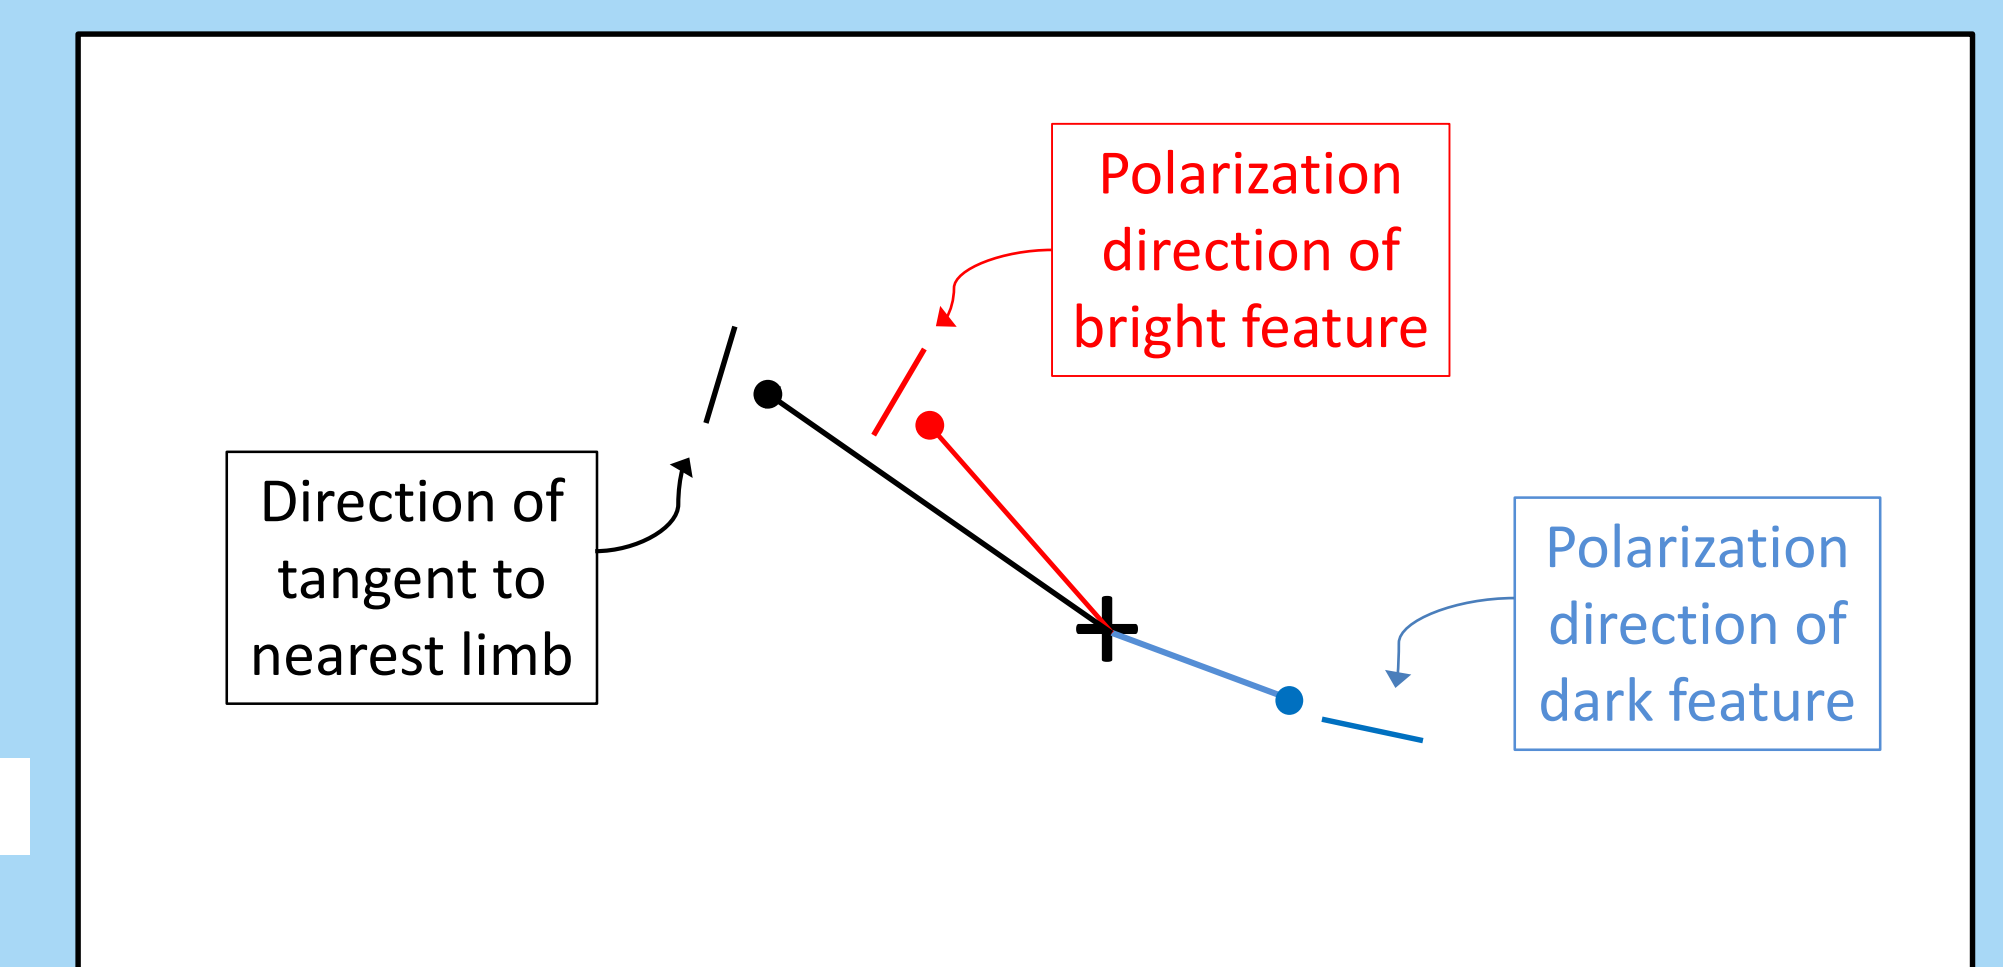 Polarization
direction of
bright feature
Direction of
tangent to
nearest limb
Polarization
direction of
dark feature